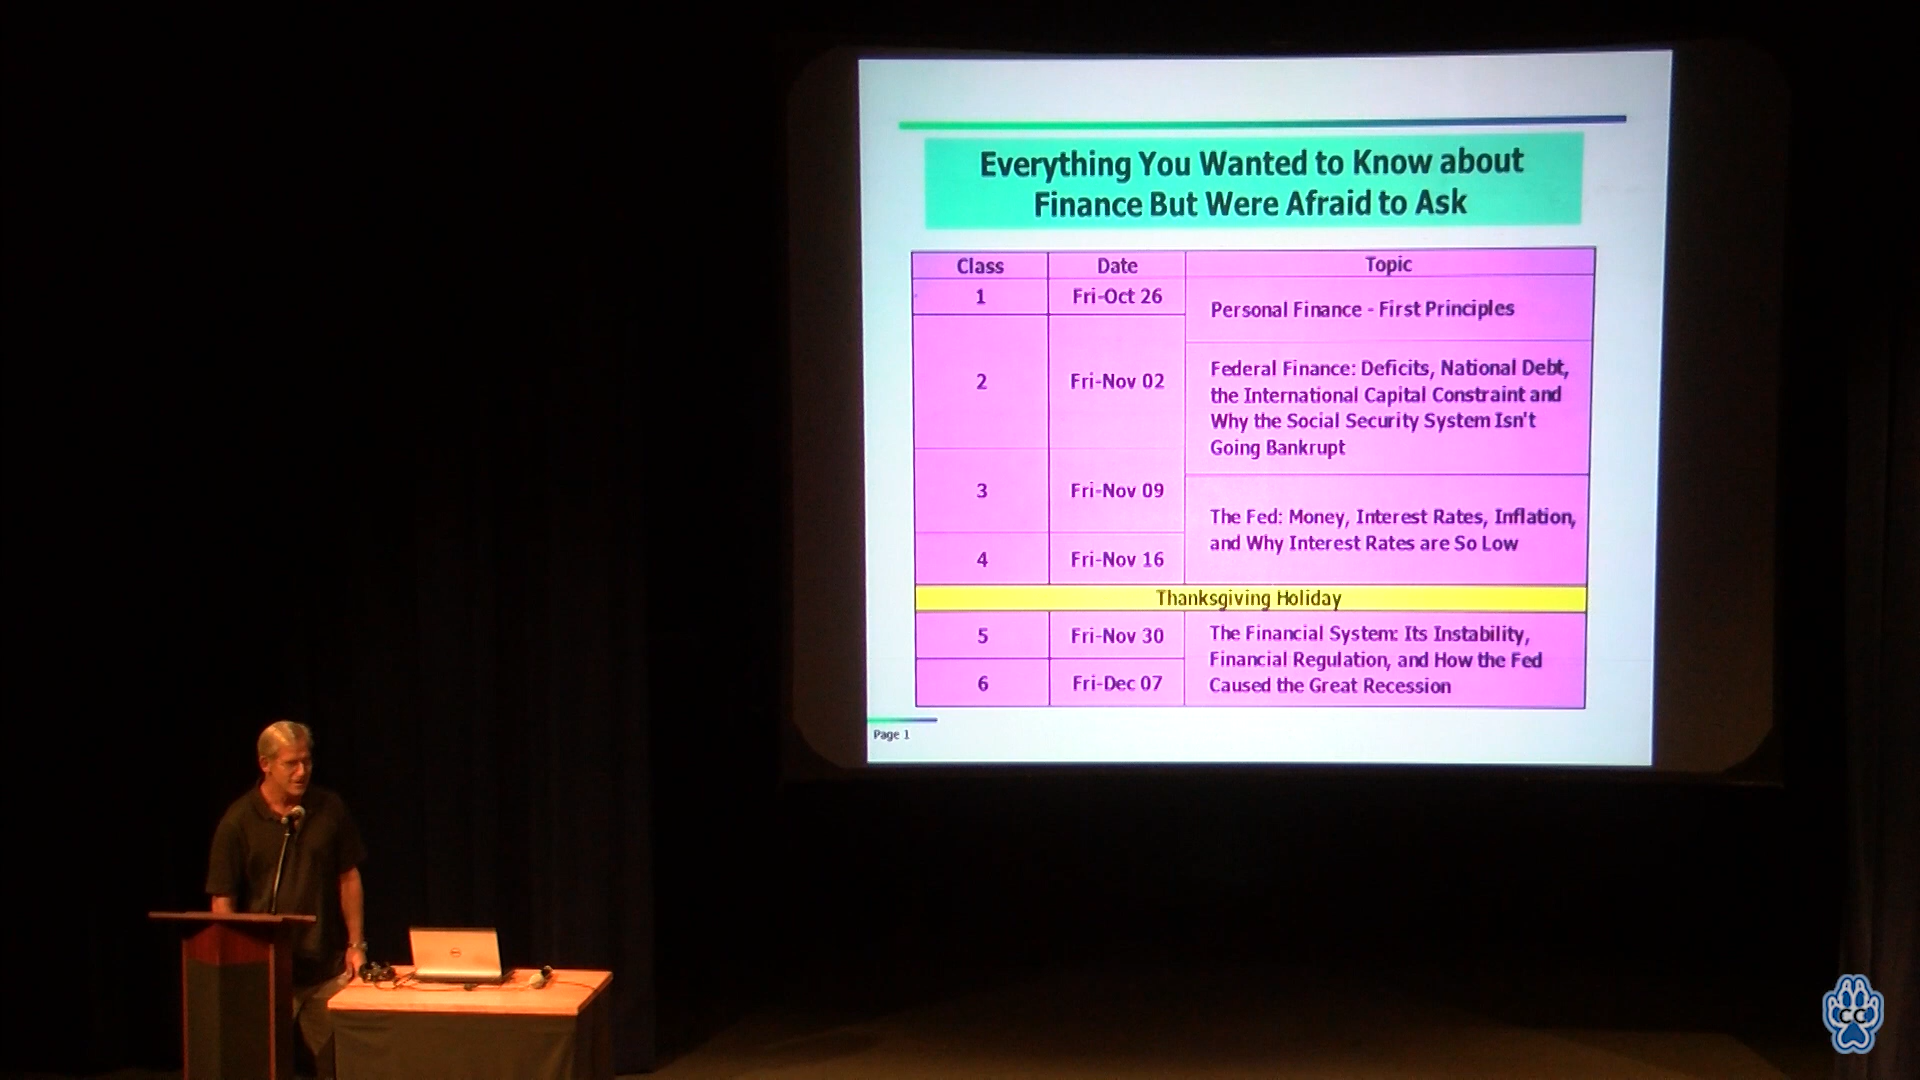 Everything You Wanted to Know about
Finance But Were Afraid to Ask
Class Date Topic
1 Fri-Oct 26
Personal Finance - First Principles
2 Fri-Nov 02
Federal Finance: Deficits, National Debt,
the International Capital Constraint and
Why the Social Security System Isn't
Going Bankrupt
3 Fri-Nov 09
The Fed: Money, Interest Rates, Inflation,
and Why Interest Rates are So Low
4 Fri-Nov 16
Thanksgiving Holiday
5 Fri-Nov 30
The Financial System: Its Instability,
Financial Regulation, and How the Fed
Caused the Great Recession
6 Fri-Dec 07
Page 1
CC